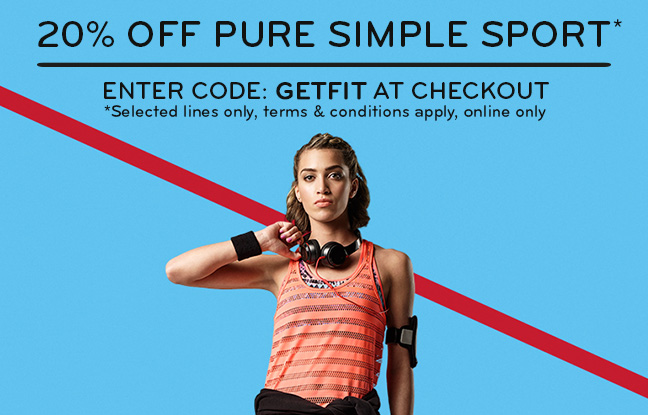 20% OFF PURE SIMPLE SPORT*
ENTER CODE: GETFIT AT CHECKOUT
*Selected lines only, terms & conditions apply, online only